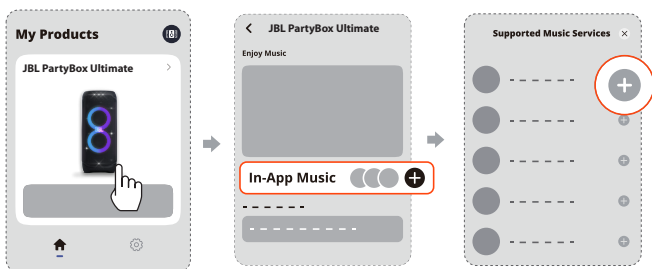 My Products
JBL PartyBox Ultimate
JBL PartyBox Ultimate
Enjoy Music
In-App Music
Supported Music Services